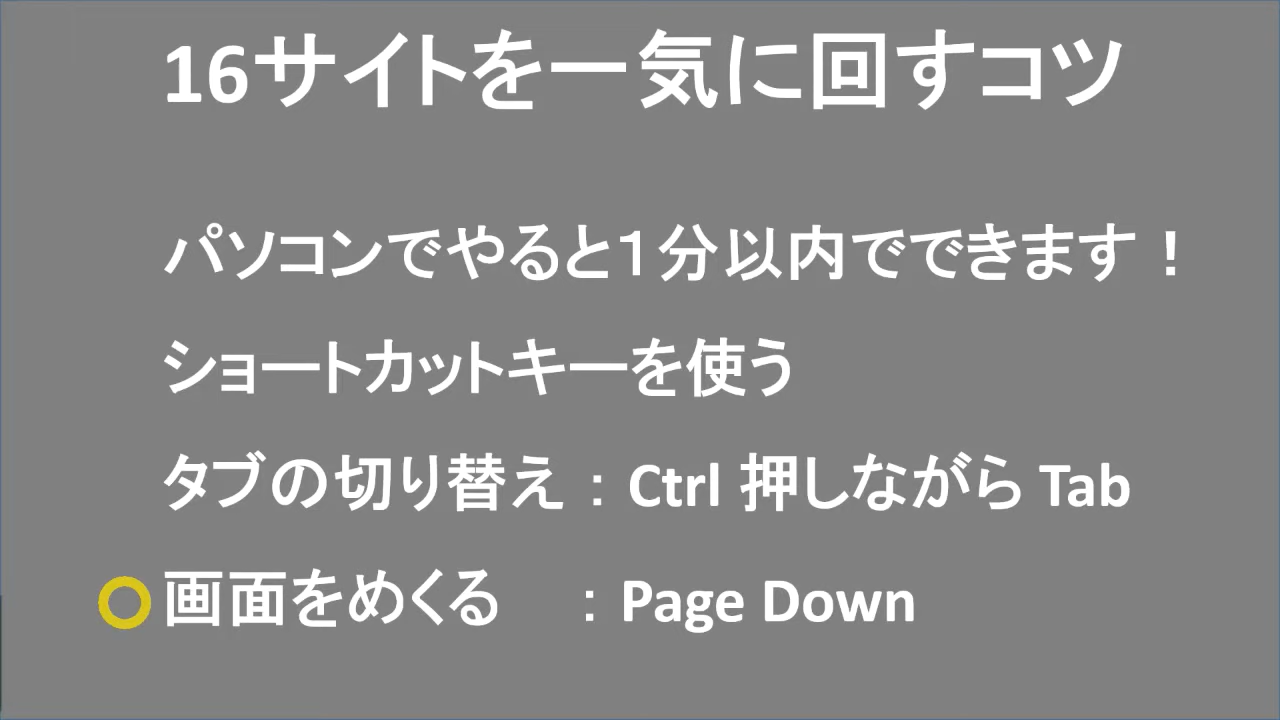 16サイトを一気に回すコツ
パソコンでやると１分以内でできます！
ショートカットキーを使う
タブの切り替え：Ctrl 押しながら Tab
画面をめくる　：Page Down